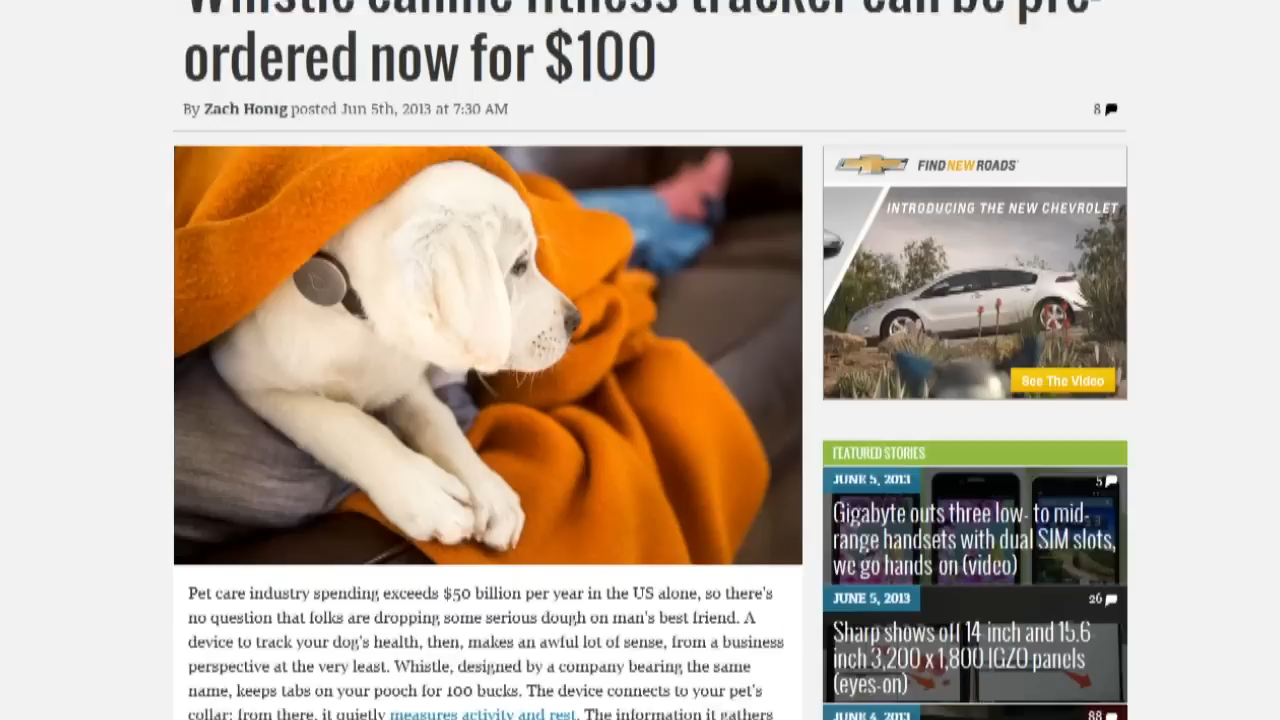 Whistle canine fitness tracker can be pre-
ordered now for $100
By Zach Honig posted Jun 5th, 2013 at 7:30 AM
8
FIND NEW ROADS
INTRODUCING THE NEW CHEVROLET
See The Video
Pet care industry spending exceeds $50 billion per year in the US alone, so there's
no question that folks are dropping some serious dough on man's best friend. A
device to track your dog's health, then, makes an awful lot of sense, from a business
perspective at the very least. Whistle, designed by a company bearing the same
name, keeps tabs on your pooch for 100 bucks. The device connects to your pet's
collar; from there, it quietly measures activity and rest. The information it gathers
FEATURED STORIES
JUNE 5, 2013
5
Gigabyte outs three low- to mid-
range handsets with dual SIM slots,
we go hands-on (video)
JUNE 5, 2013
26
Sharp shows off 14 inch and 15.6
inch 3,200 x 1,800 IGZO panels
(eyes-on)
JUNE 4, 2013
88